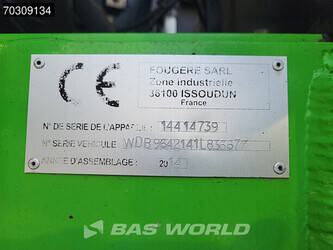 70309134
CE
FOUGERE SARL
Zone industrielle
36100 ISSOUDUN
France
N° DE SERIE DE L'APPAREIL : 14414739
N° SERIE VEHICULE :
ANNEE D'ASSEMBLAGE : 2014
BAS WORLD